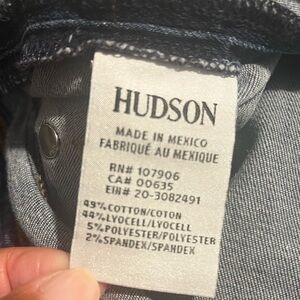 HUDSON
MADE IN MEXICO
FABRIQUÉ AU MEXIQUE
RN# 107906
CA# 00635
EIN# 20-3082491
49% COTTON/COTON
44% LYOCELL/LYOCELL
5% POLYESTER/POLYESTER
2% SPANDEX/SPANDEX